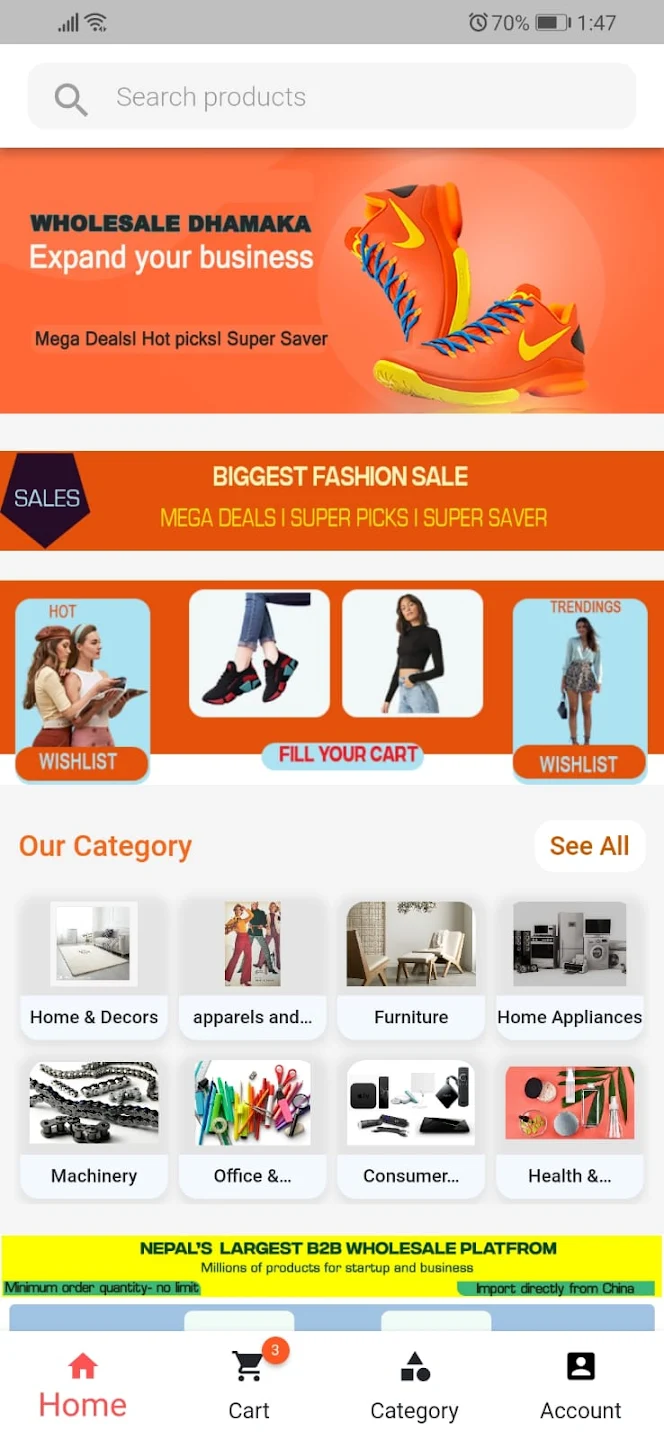 70% 1:47
Search products
WHOLESALE DHAMAKA
Expand your business
Mega Deals| Hot picks| Super Saver
SALES
BIGGEST FASHION SALE
MEGA DEALS | SUPER PICKS | SUPER SAVER
HOT
TRENDINGS
WISHLIST
FILL YOUR CART
WISHLIST
Our Category
See All
Home & Decors
apparels and...
Furniture
Home Appliances
Machinery
Office &...
Consumer...
Health &...
NEPAL'S LARGEST B2B WHOLESALE PLATFROM
Millions of products for startup and business
Minimum order quantity- no limit
Import directly from China
3
Home
Cart
Category
Account